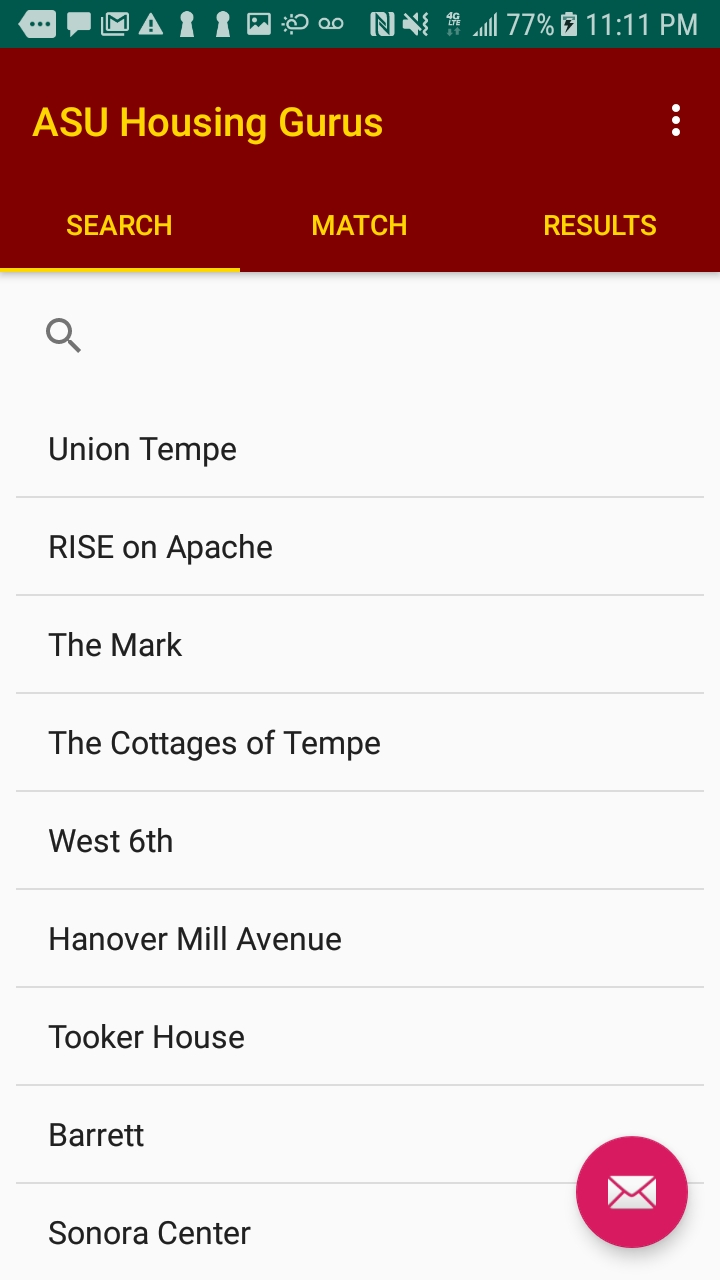 77% 11:11 PM
ASU Housing Gurus
SEARCH MATCH RESULTS
Union Tempe
RISE on Apache
The Mark
The Cottages of Tempe
West 6th
Hanover Mill Avenue
Tooker House
Barrett
Sonora Center